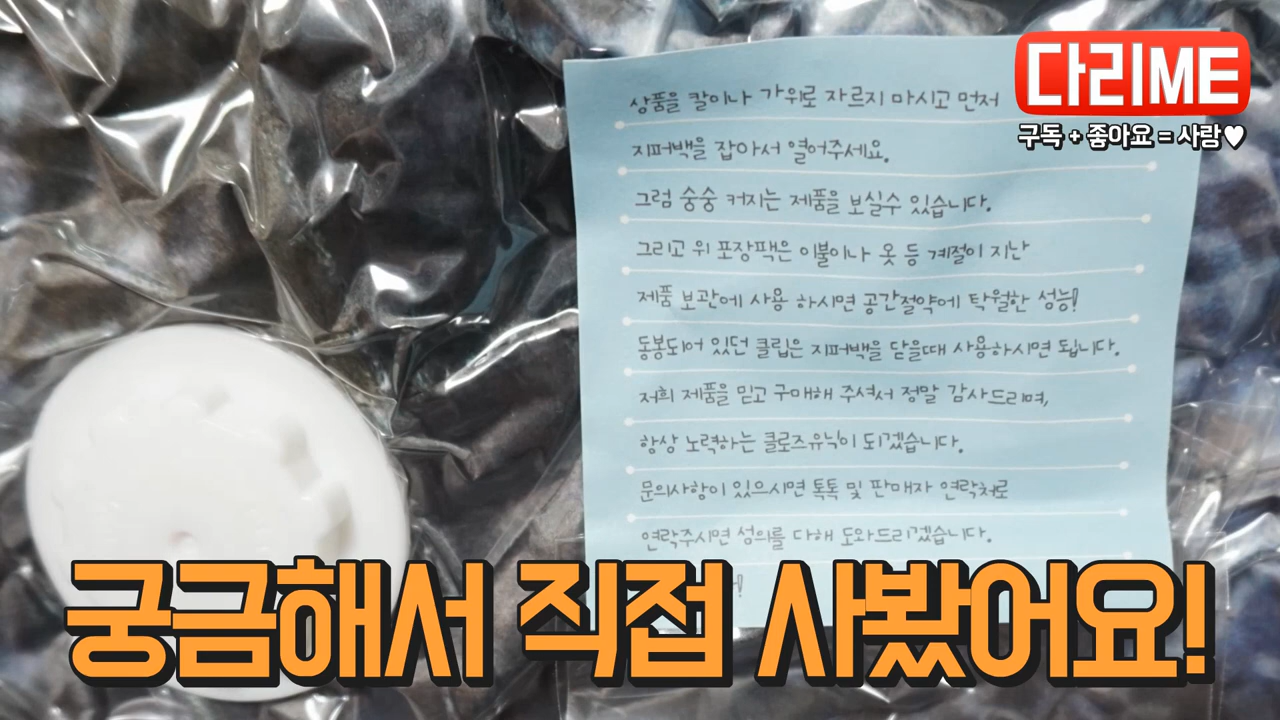 다리ME
구독 + 좋아요 = 사랑♥
상품을 칼이나 가위로 자르지 마시고 먼저
지퍼백을 잡아서 열어주세요.
그럼 숭숭 커지는 제품을 보실수 있습니다.
그리고 위 포장팩은 이불이나 옷 등 계절이 지난
제품 보관에 사용 하시면 공간절약에 탁월한 성능!
동봉되어 있던 클립은 지퍼백을 닫을때 사용하시면 됩니다.
저희 제품을 믿고 구매해 주셔서 정말 감사드리며,
항상 노력하는 클로즈유식이 되겠습니다.
문의사항이 있으시면 톡톡 및 판매자 연락처로
연락주시면 성의를 다해 도와드리겠습니다.
궁금해서 직접 사봤어요!